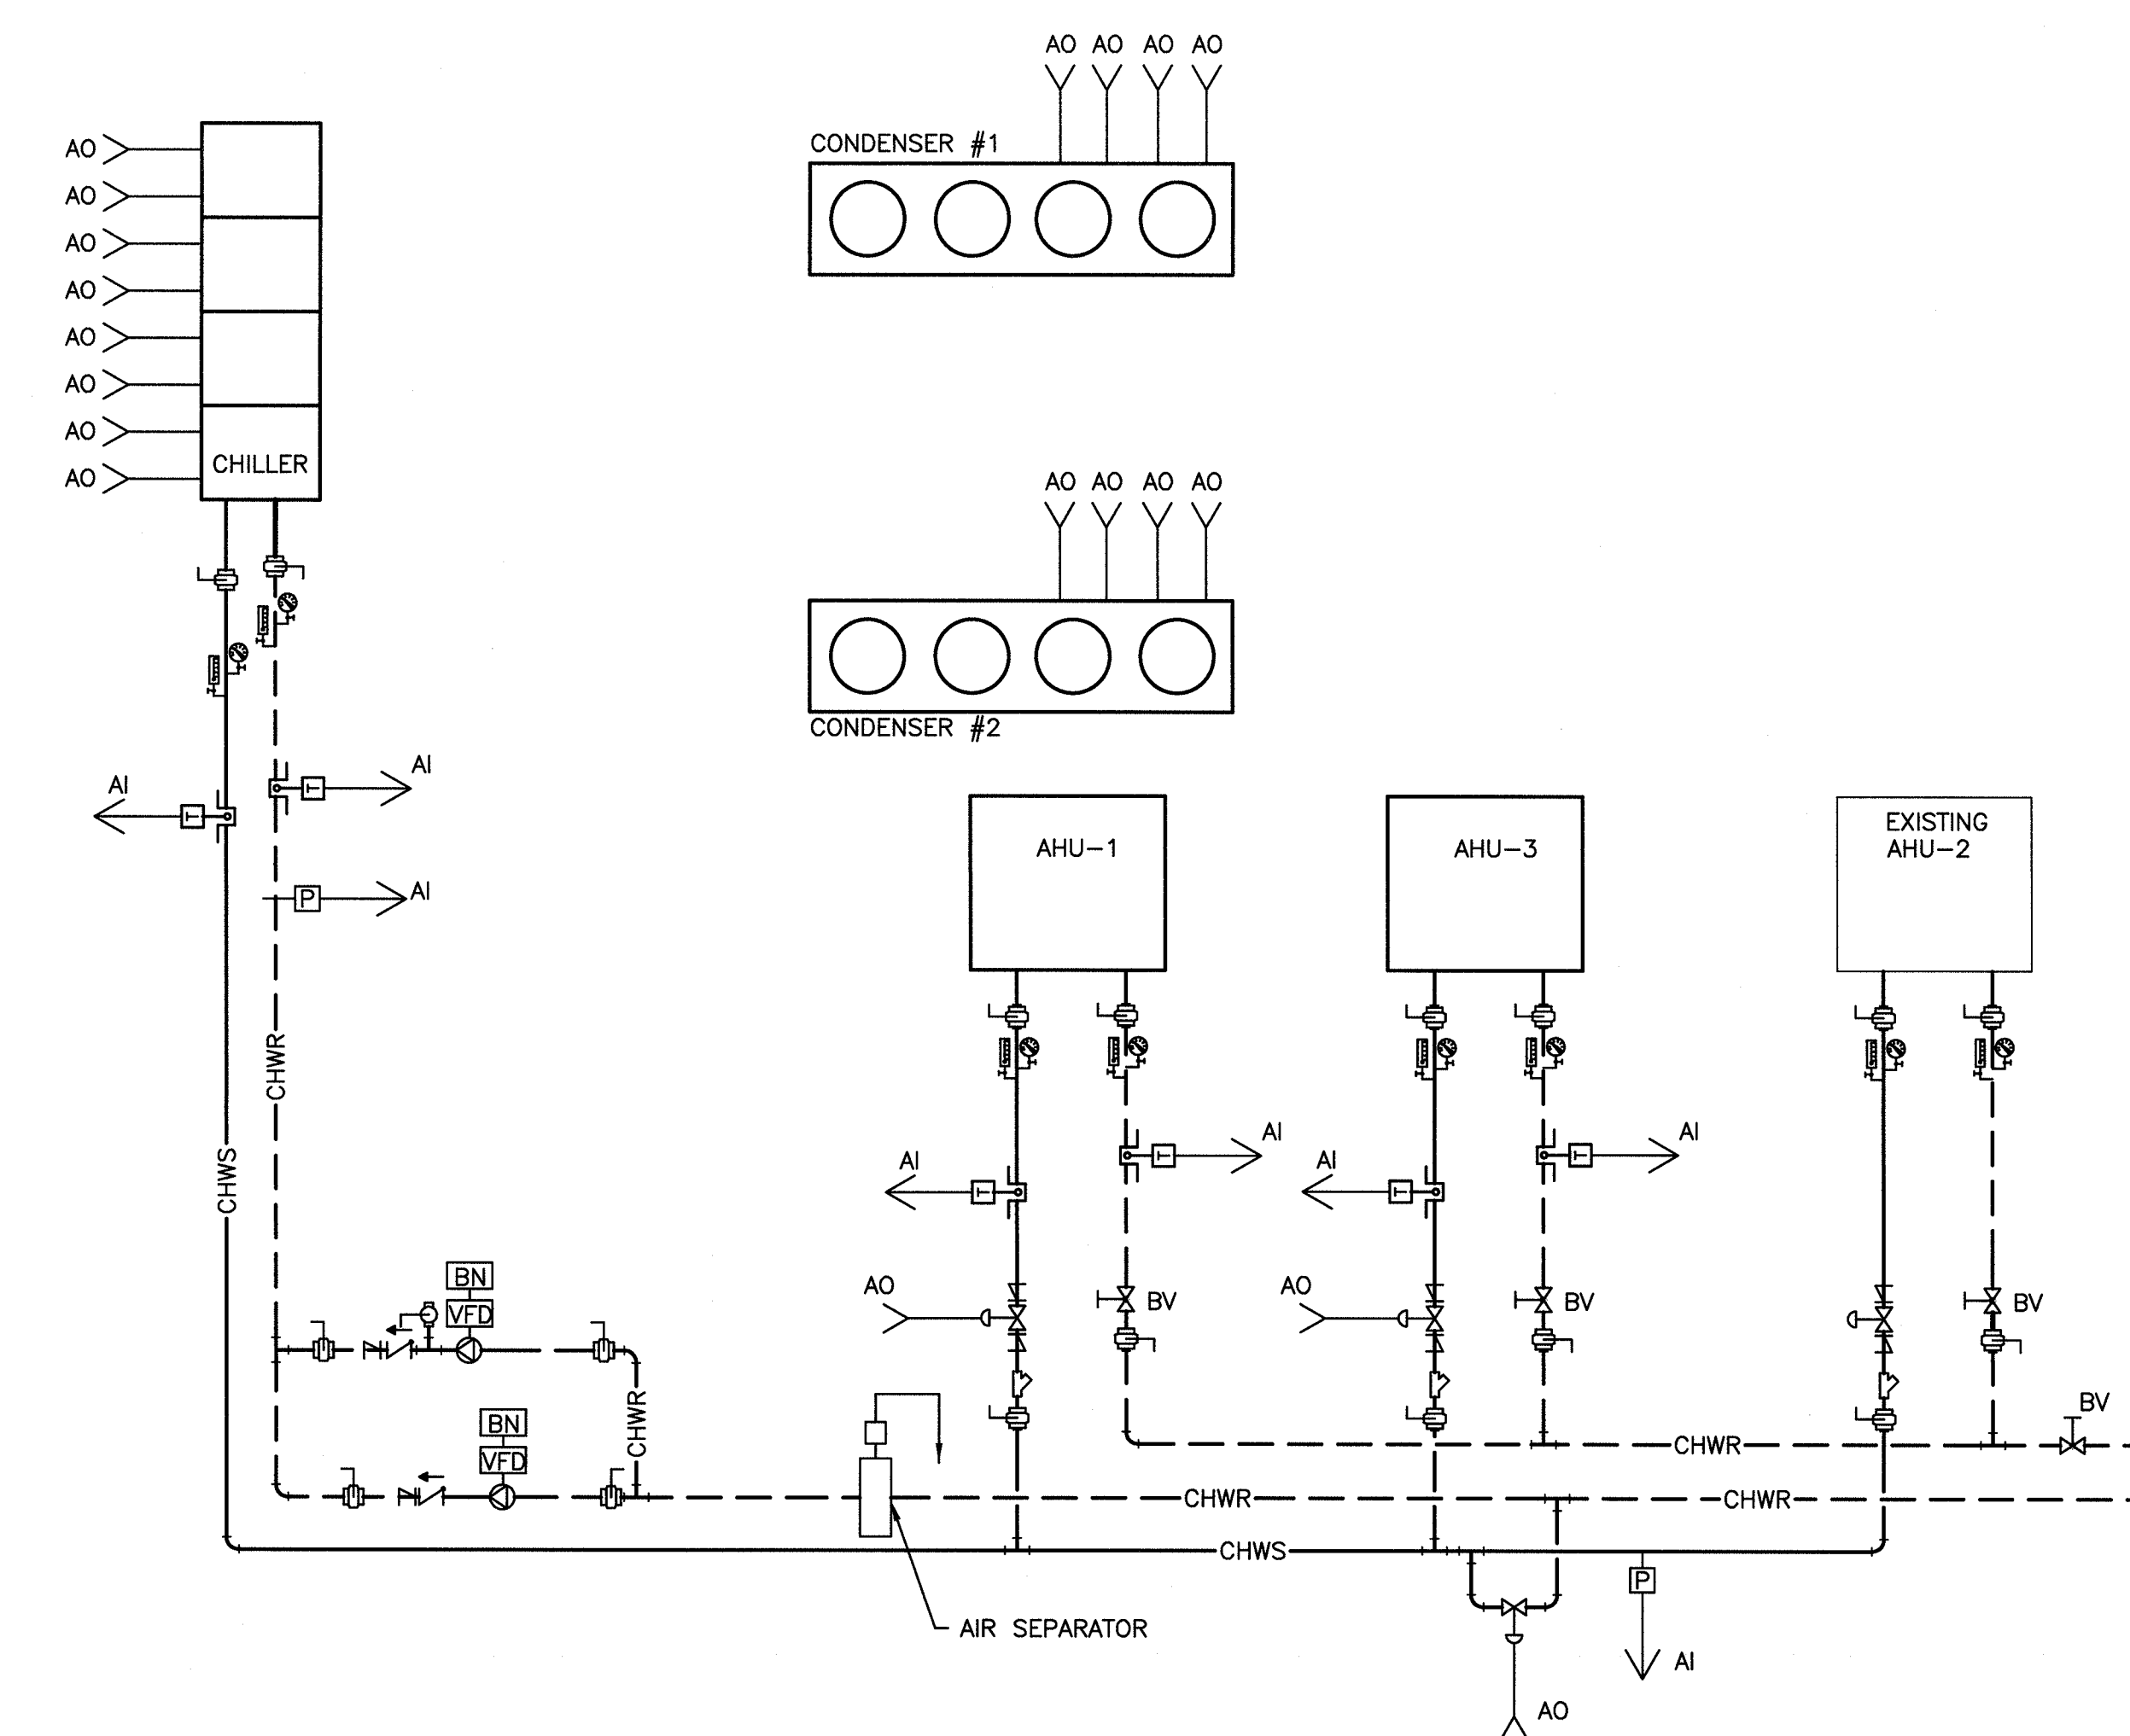 AO AO AO AO
CONDENSER #1
AO
AO
AO
AO
AO
AO
AO
AO
CHILLER
AO AO AO AO
CONDENSER #2
AI
T
AI
T
P
AI
AHU-1
AHU-3
EXISTING
AHU-2
CHWR
CHWS
AI
T
T
AI
AI
T
T
AI
AO
BV
AO
BV
BV
BN
VFD
CHWR
BN
VFD
BV
CHWR
CHWR
CHWR
CHWS
P
AI
AIR SEPARATOR
AO